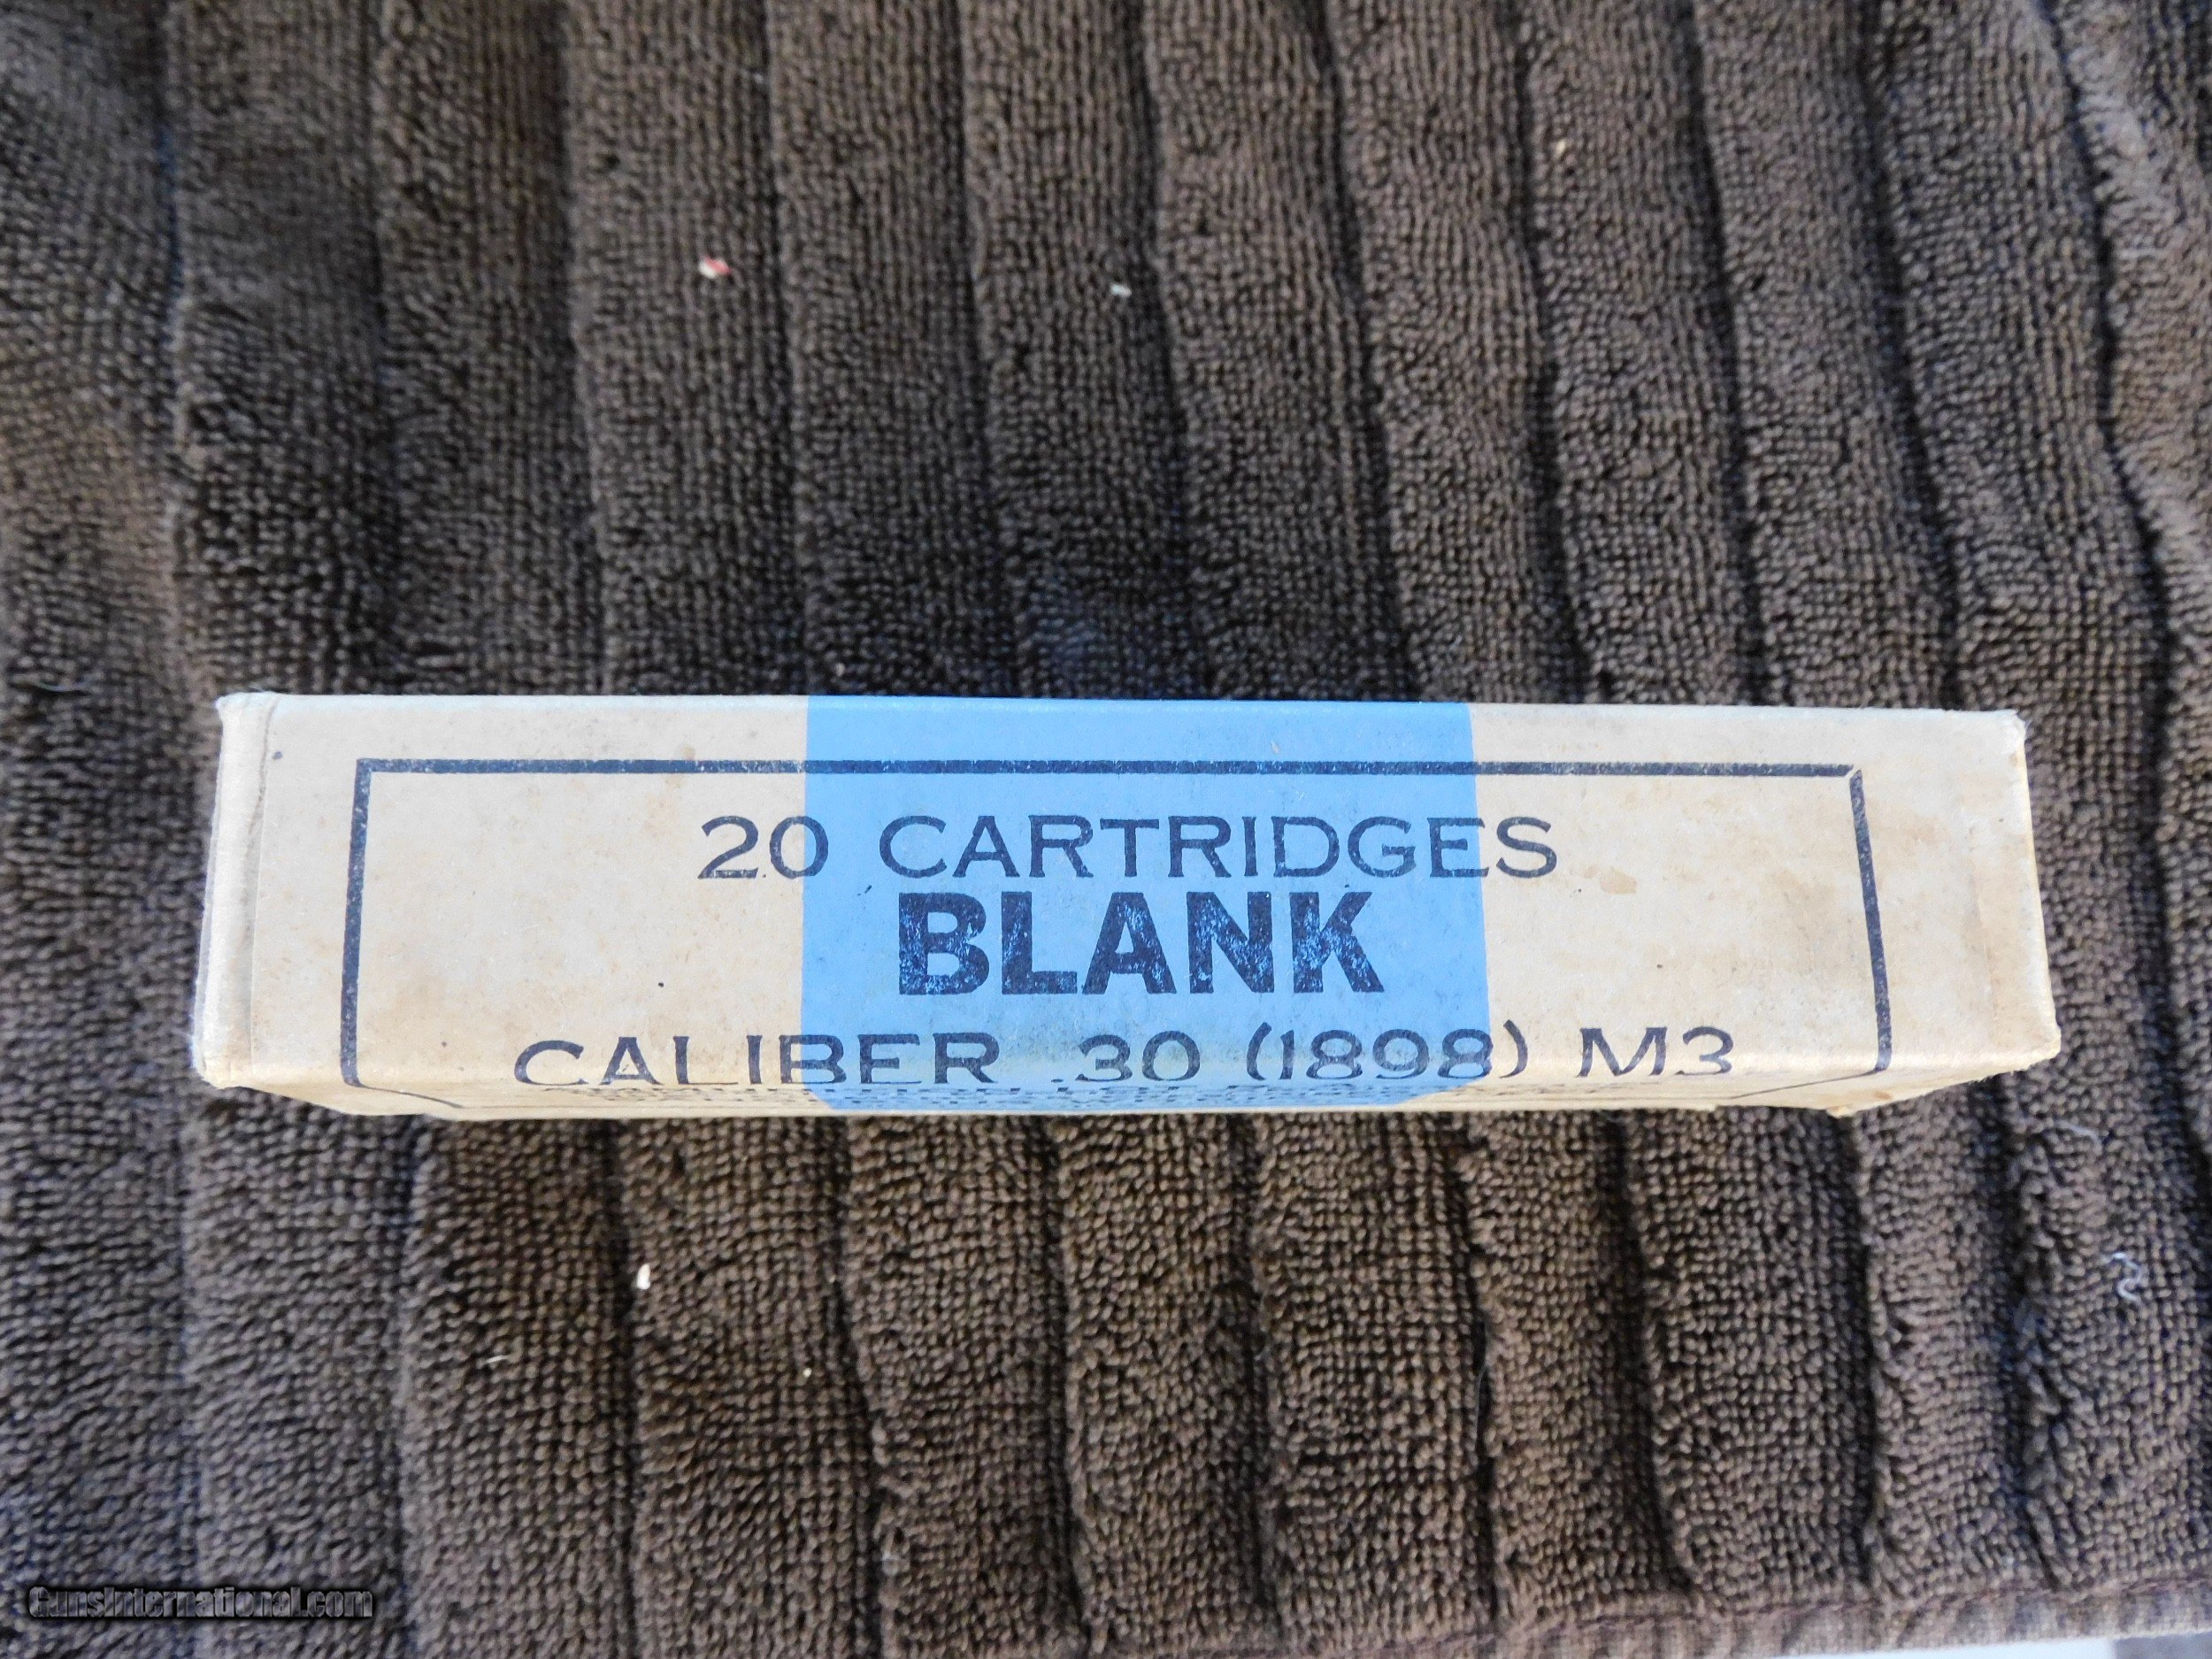 20 CARTRIDGES
BLANK
CALIBER .30 (1898) M3
GunsInternational.com